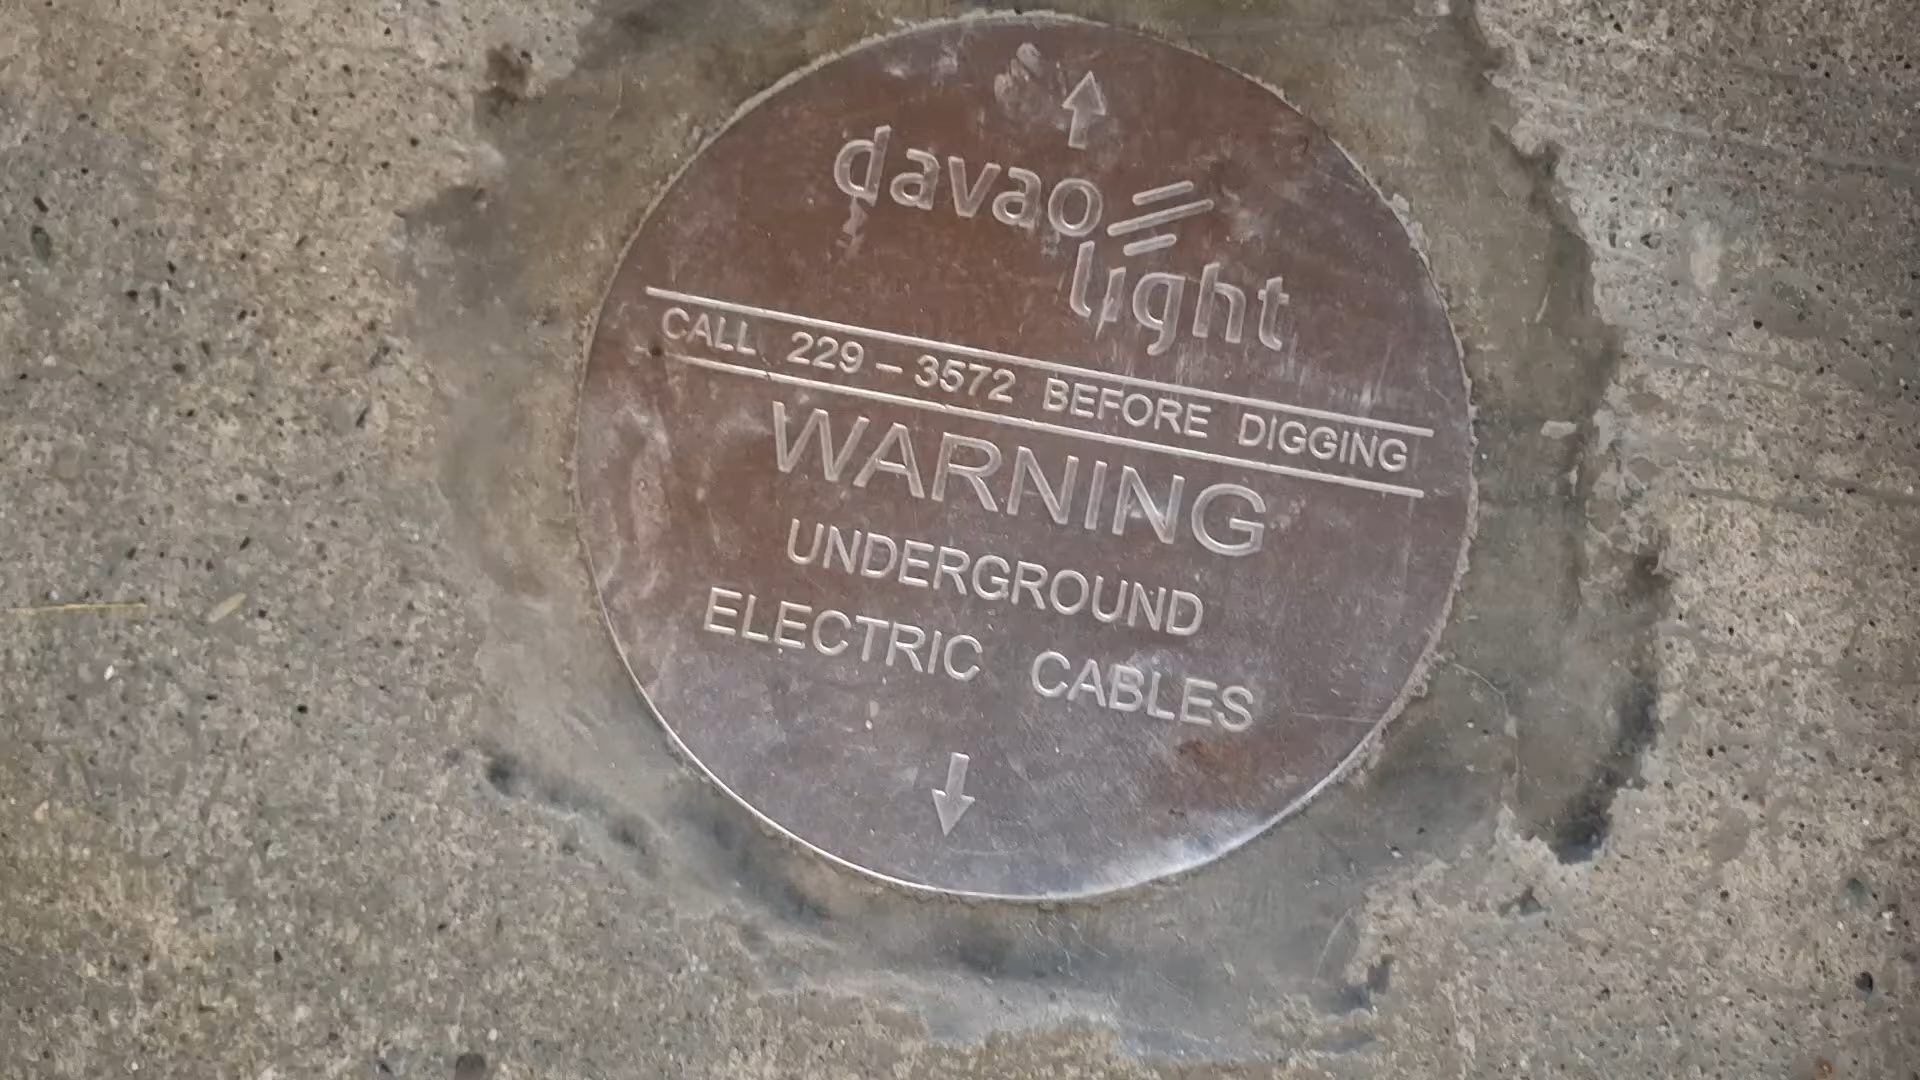 davao
light
CALL 229 – 3572 BEFORE DIGGING
WARNING
UNDERGROUND
ELECTRIC CABLES